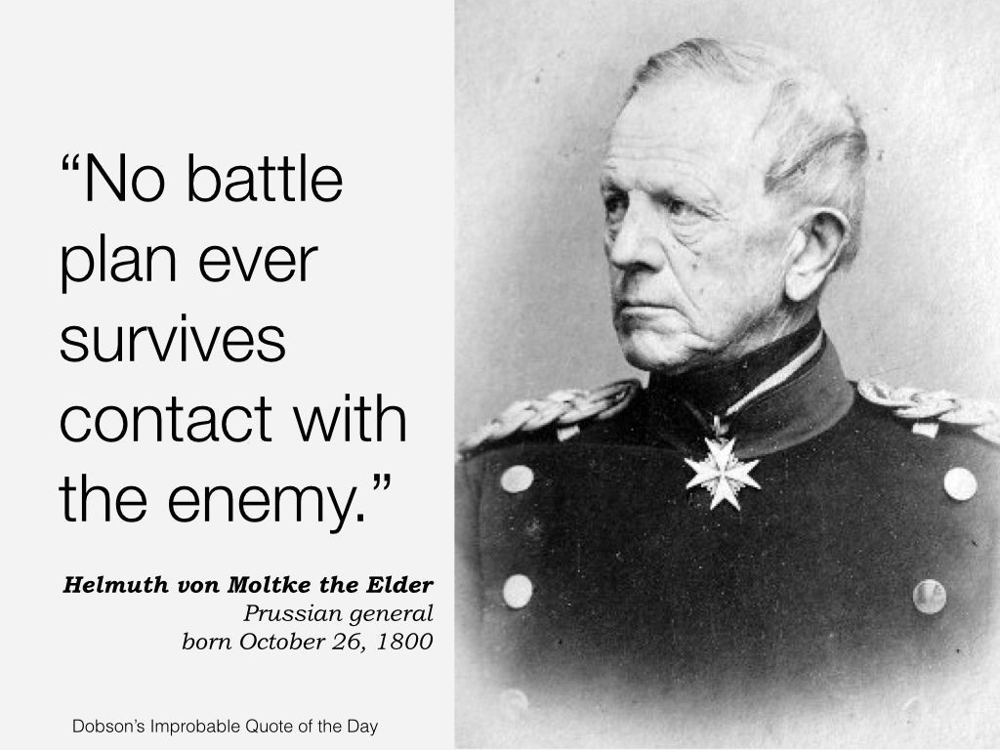 “No battle
plan ever
survives
contact with
the enemy.”
Helmuth von Moltke the Elder
Prussian general
born October 26, 1800
Dobson’s Improbable Quote of the Day